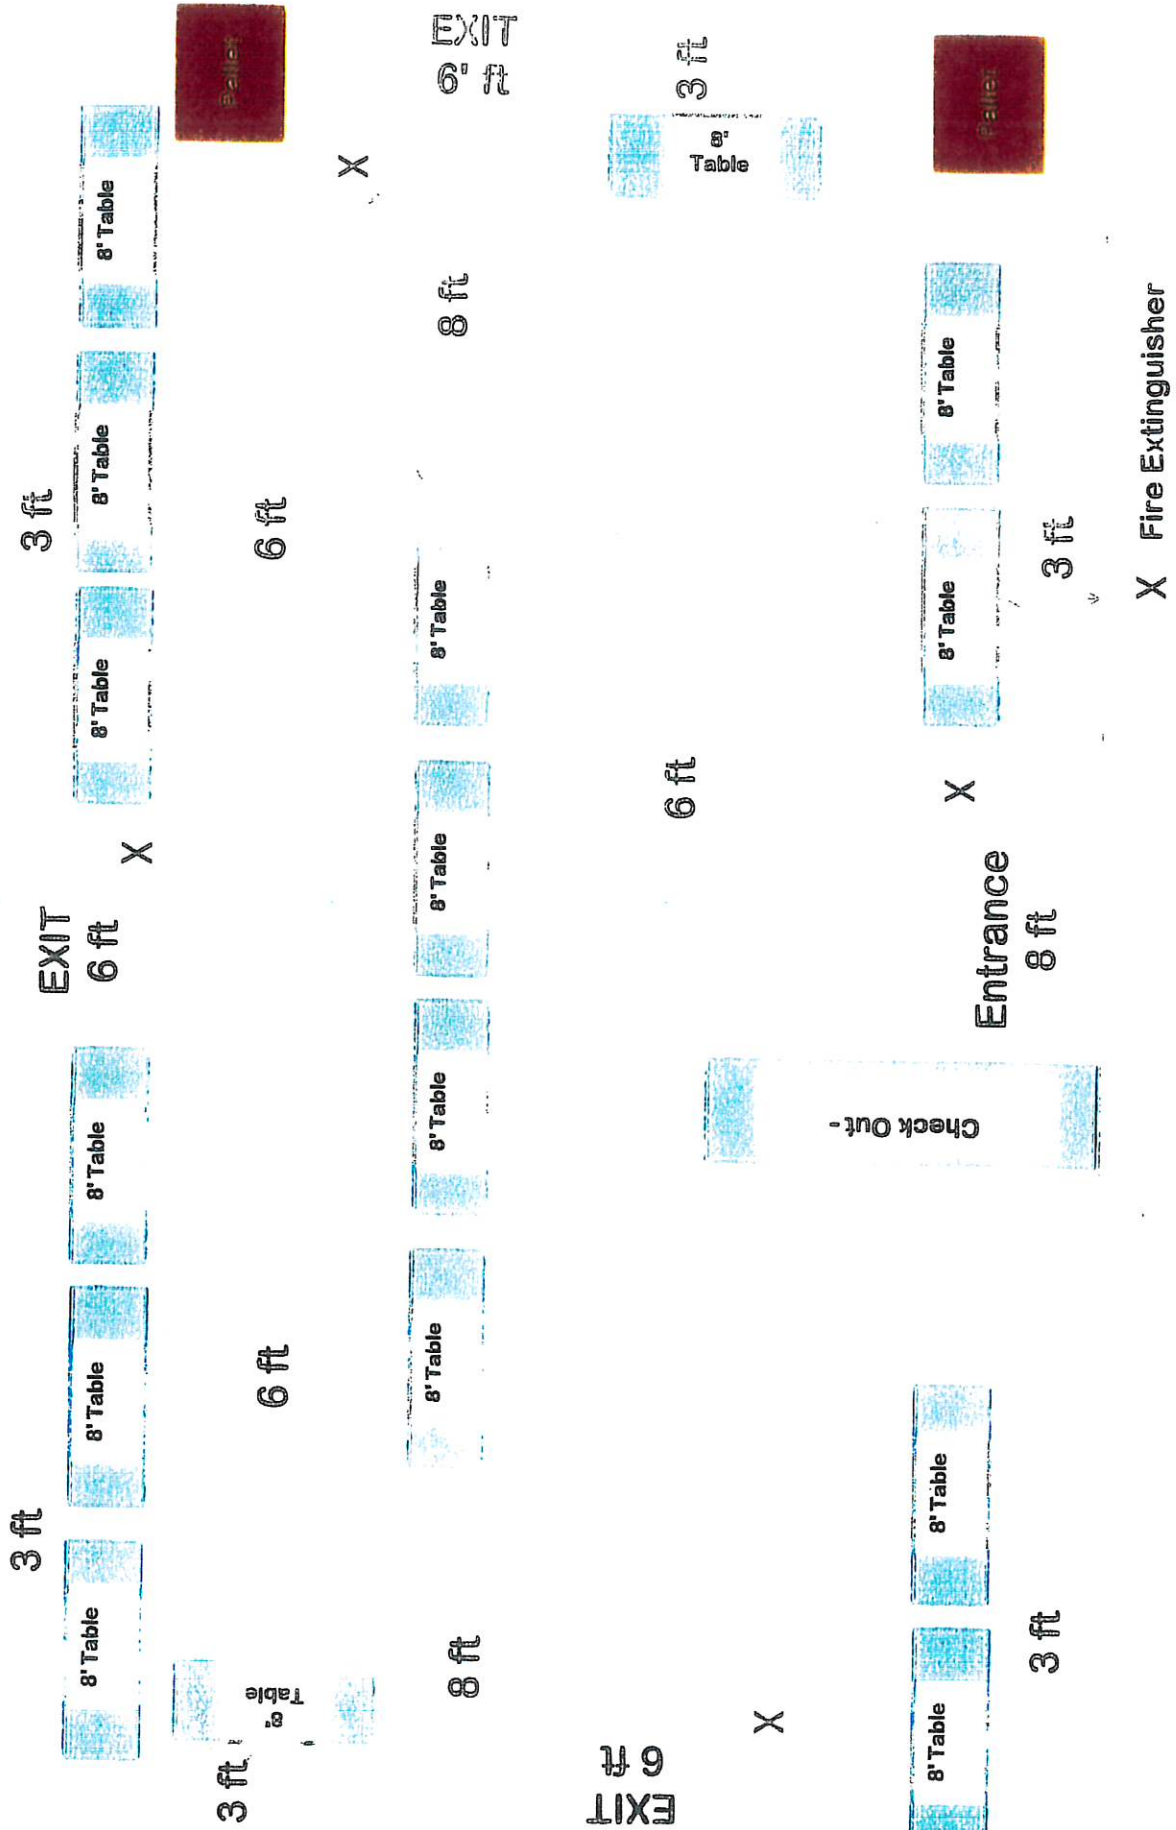 3 ft
3 ft
EXIT
6 ft
8' Table
8' Table
8' Table
8' Table
8' Table
8' Table
X
Pallet
3 ft
8'
Table
6 ft
6 ft
X
8' Table
8' Table
8' Table
8' Table
8 ft
8 ft
EXIT
6' ft
EXIT
6 ft
6 ft
3 ft
8'
Table
X
Check Out -
8' Table
8' Table
8' Table
8' Table
X
Pallet
Entrance
8 ft
3 ft
3 ft
X Fire Extinguisher